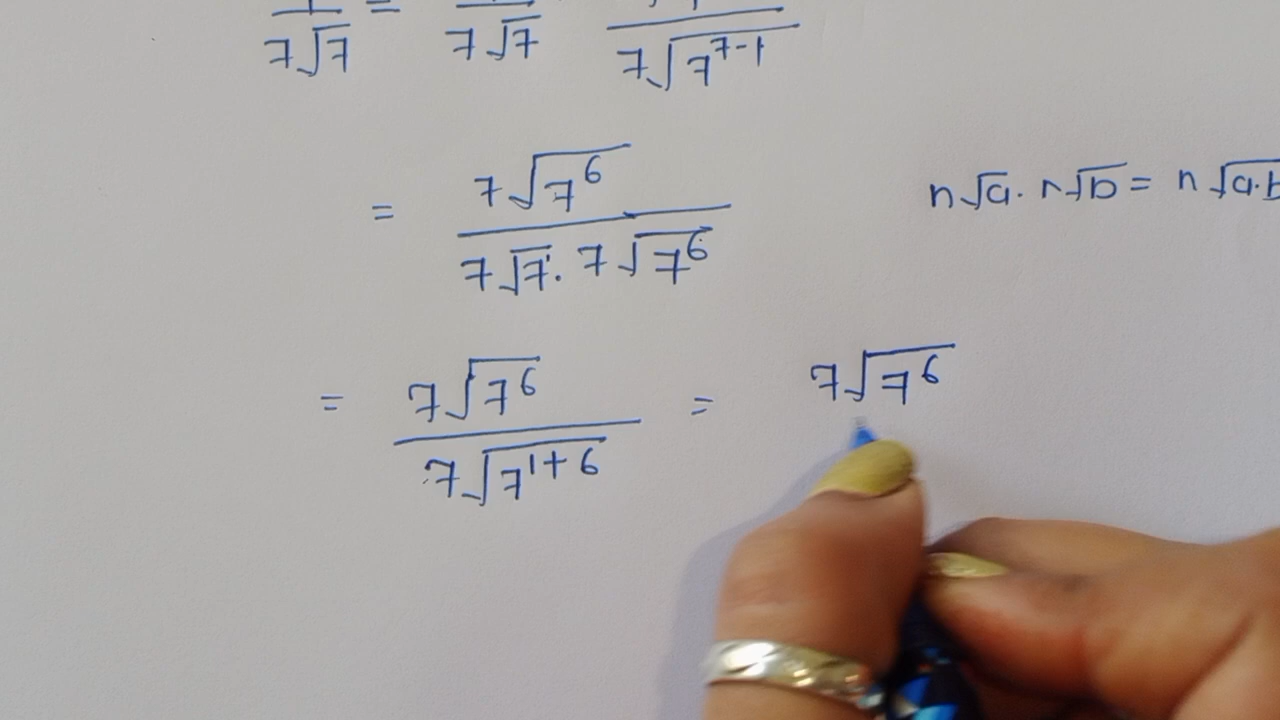 / 7√7 = / 7√7 · / 7√7^(7-1)
= 7√7^6 / 7√7 · 7√7^6
n√a · n√b = n√a·b
= 7√7^6 / 7√7^(1+6) = 7√7^6